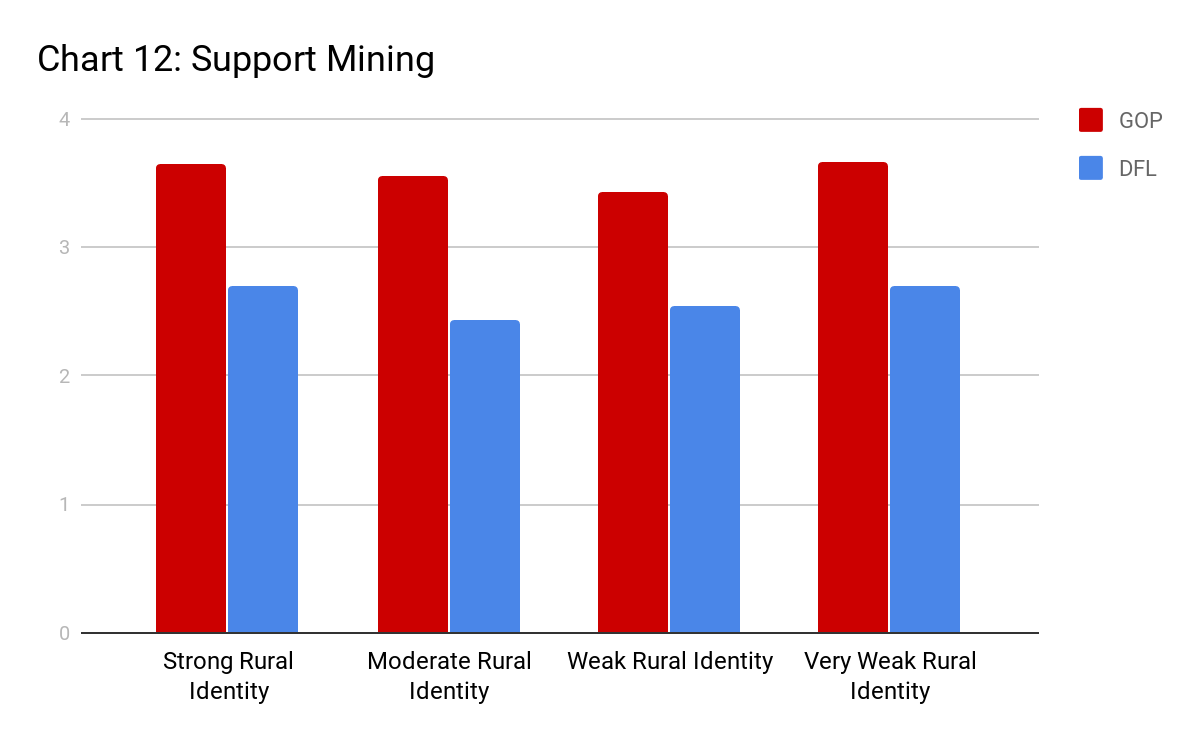 Chart 12: Support Mining
4
3
2
1
0
GOP
DFL
Strong Rural
Identity
Moderate Rural
Identity
Weak Rural Identity
Very Weak Rural
Identity